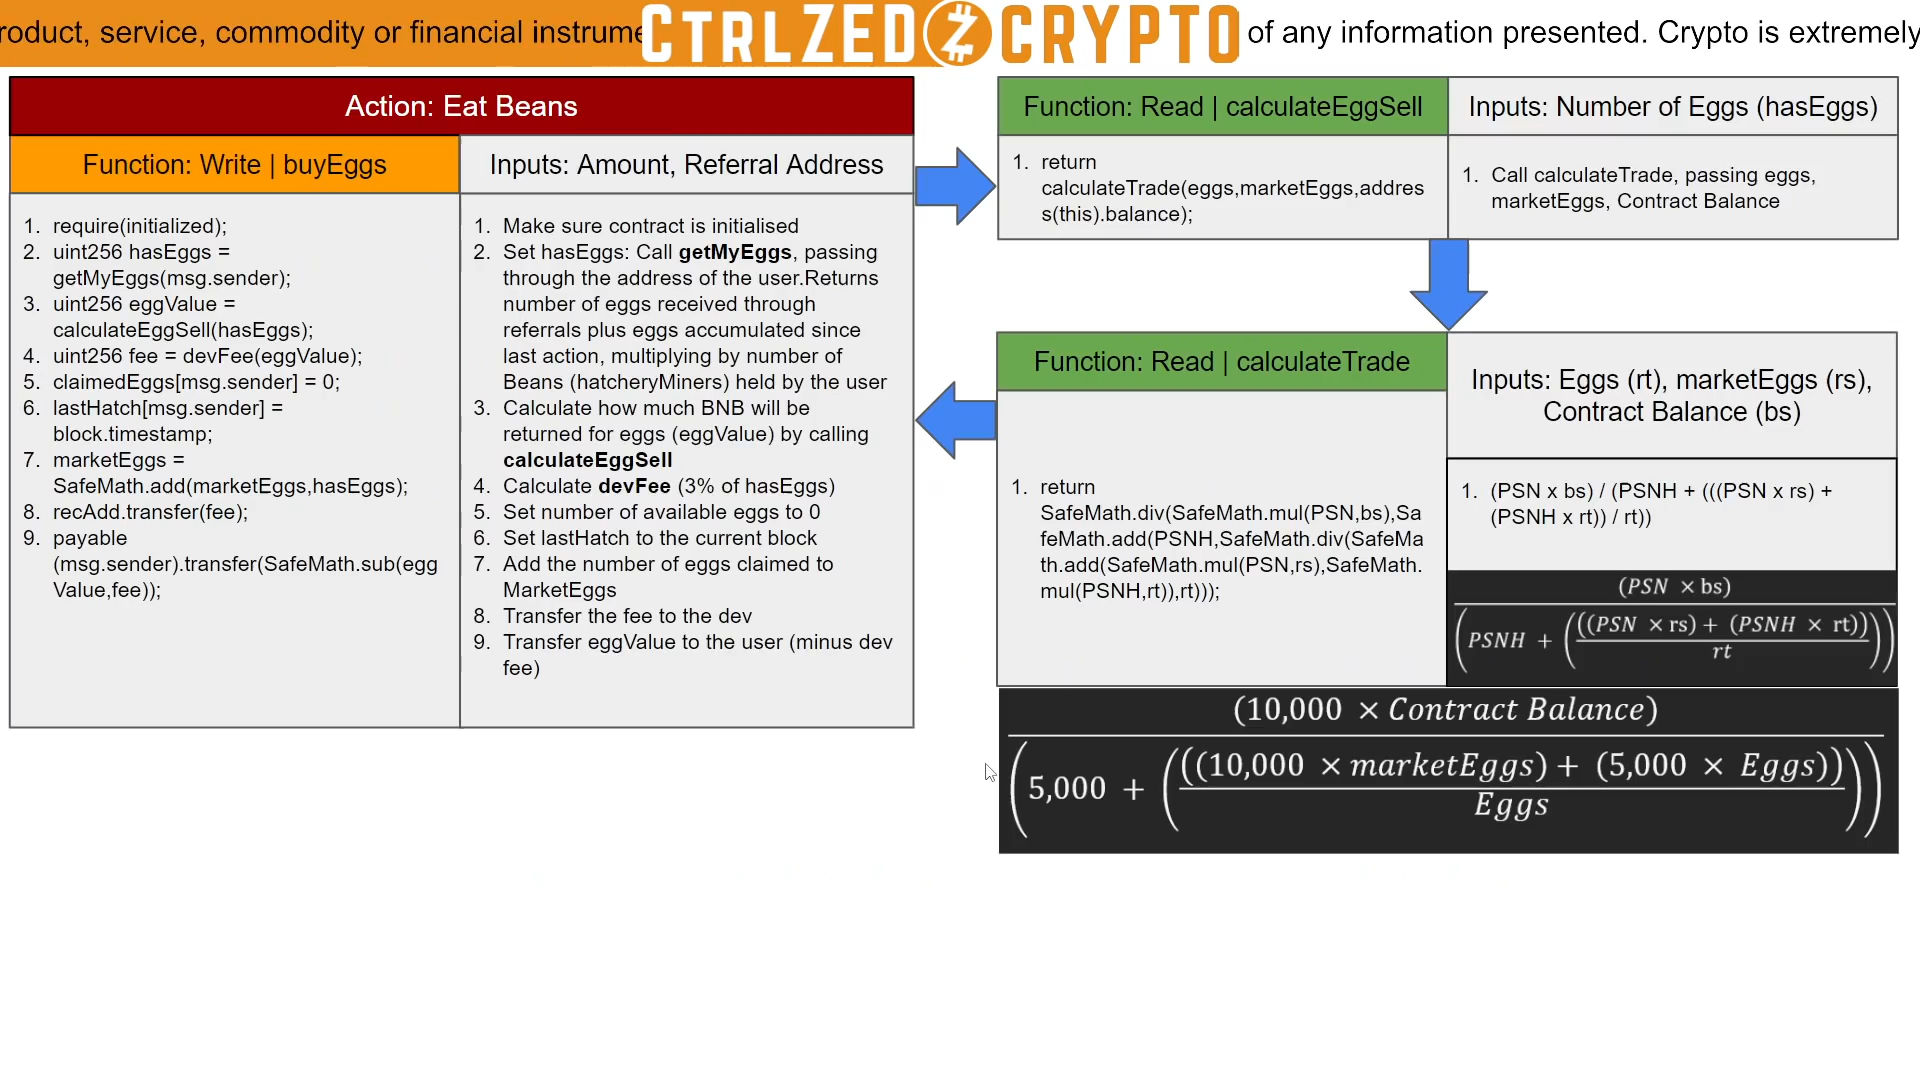 roduct, service, commodity or financial instrume
CTRLZED CRYPTO
of any information presented. Crypto is extremely
Action: Eat Beans
Function: Write | buyEggs
Inputs: Amount, Referral Address
1. require(initialized);
2. uint256 hasEggs =
getMyEggs(msg.sender);
3. uint256 eggValue =
calculateEggSell(hasEggs);
4. uint256 fee = devFee(eggValue);
5. claimedEggs[msg.sender] = 0;
6. lastHatch[msg.sender] =
block.timestamp;
7. marketEggs =
SafeMath.add(marketEggs,hasEggs);
8. recAdd.transfer(fee);
9. payable
(msg.sender).transfer(SafeMath.sub(egg
Value,fee));
1. Make sure contract is initialised
2. Set hasEggs: Call getMyEggs, passing
through the address of the user.Returns
number of eggs received through
referrals plus eggs accumulated since
last action, multiplying by number of
Beans (hatcheryMiners) held by the user
3. Calculate how much BNB will be
returned for eggs (eggValue) by calling
calculateEggSell
4. Calculate devFee (3% of hasEggs)
5. Set number of available eggs to 0
6. Set lastHatch to the current block
7. Add the number of eggs claimed to
MarketEggs
8. Transfer the fee to the dev
9. Transfer eggValue to the user (minus dev
fee)
Function: Read | calculateEggSell
Inputs: Number of Eggs (hasEggs)
1. return
calculateTrade(eggs,marketEggs,addres
s(this).balance);
1. Call calculateTrade, passing eggs,
marketEggs, Contract Balance
Function: Read | calculateTrade
Inputs: Eggs (rt), marketEggs (rs),
Contract Balance (bs)
1. return
SafeMath.div(SafeMath.mul(PSN,bs),Sa
feMath.add(PSNH,SafeMath.div(SafeMa
th.add(SafeMath.mul(PSN,rs),SafeMath.
mul(PSNH,rt)),rt)));
1. (PSN x bs) / (PSNH + (((PSN x rs) +
(PSNH x rt)) / rt))
(PSN × bs)
(PSNH + (((PSN × rs) + (PSNH × rt))
rt))
(10,000 × Contract Balance)
(5,000 + (((10,000 × marketEggs) + (5,000 × Eggs))
Eggs))